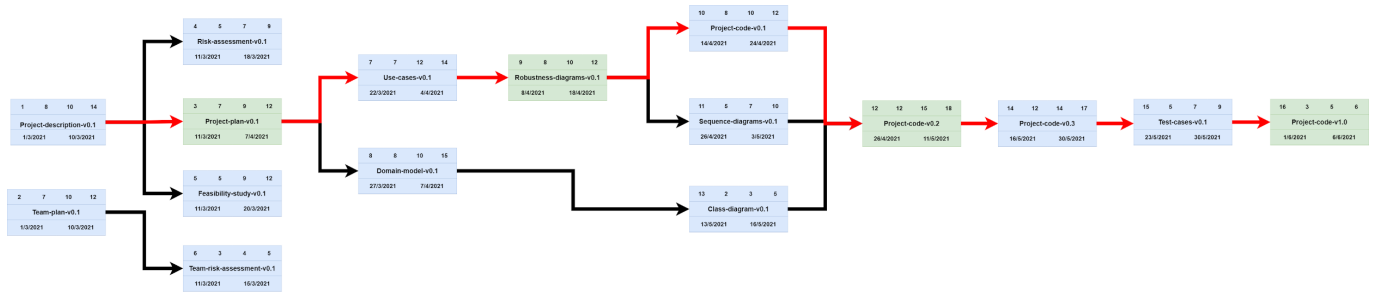 4 5 7 9
Risk-assessment-v0.1
11/3/2021 18/3/2021
1 8 10 14
Project-description-v0.1
1/3/2021 10/3/2021
3 7 9 12
Project-plan-v0.1
11/3/2021 7/4/2021
5 5 9 12
Feasibility-study-v0.1
11/3/2021 20/3/2021
2 7 10 12
Team-plan-v0.1
1/3/2021 10/3/2021
6 3 4 5
Team-risk-assessment-v0.1
11/3/2021 15/3/2021
7 7 12 14
Use-cases-v0.1
22/3/2021 4/4/2021
8 8 10 15
Domain-model-v0.1
27/3/2021 7/4/2021
9 8 10 12
Robustness-diagrams-v0.1
8/4/2021 18/4/2021
10 8 10 12
Project-code-v0.1
14/4/2021 24/4/2021
11 5 7 10
Sequence-diagrams-v0.1
26/4/2021 3/5/2021
13 2 3 5
Class-diagram-v0.1
13/5/2021 16/5/2021
12 12 15 18
Project-code-v0.2
26/4/2021 11/5/2021
14 12 14 17
Project-code-v0.3
16/5/2021 30/5/2021
15 5 7 9
Test-cases-v0.1
23/5/2021 30/5/2021
16 3 5 6
Project-code-v1.0
1/6/2021 6/6/2021